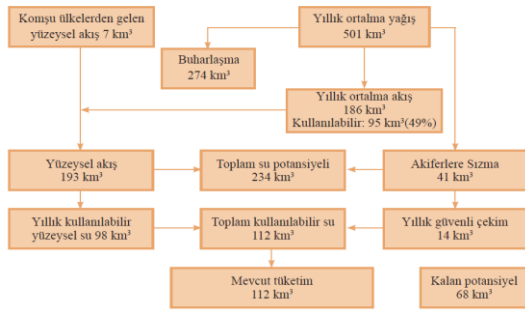 Komşu ülkelerden gelen
yüzeysel akış 7 km³
Yıllık ortalma yağış
501 km³
Buharlaşma
274 km³
Yıllık ortalma akış
186 km³
Kullanılabilir: 95 km³(49%)
Yüzeysel akış
193 km³
Toplam su potansiyeli
234 km³
Akiferlere Sızma
41 km³
Yıllık kullanılabilir
yüzeysel su 98 km³
Toplam kullanılabilir su
112 km³
Yıllık güvenli çekim
14 km³
Mevcut tüketim
112 km³
Kalan potansiyel
68 km³